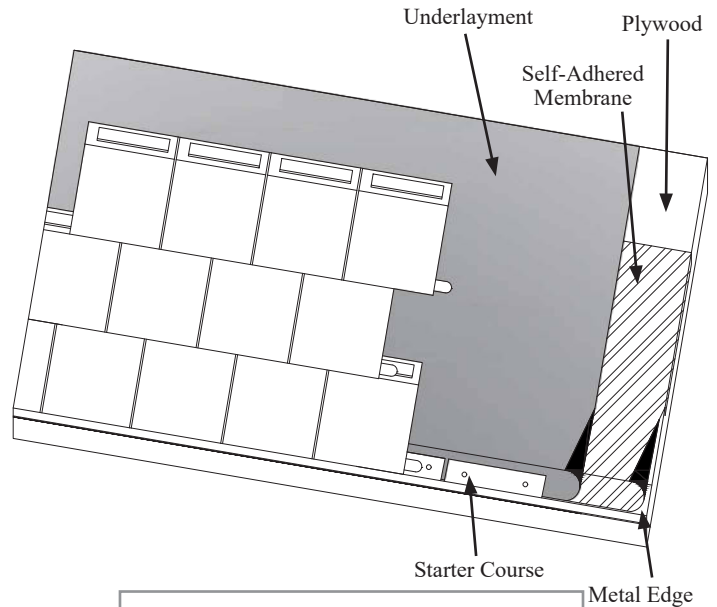 Underlayment
Plywood
Self-Adhered
Membrane
Starter Course
Metal Edge